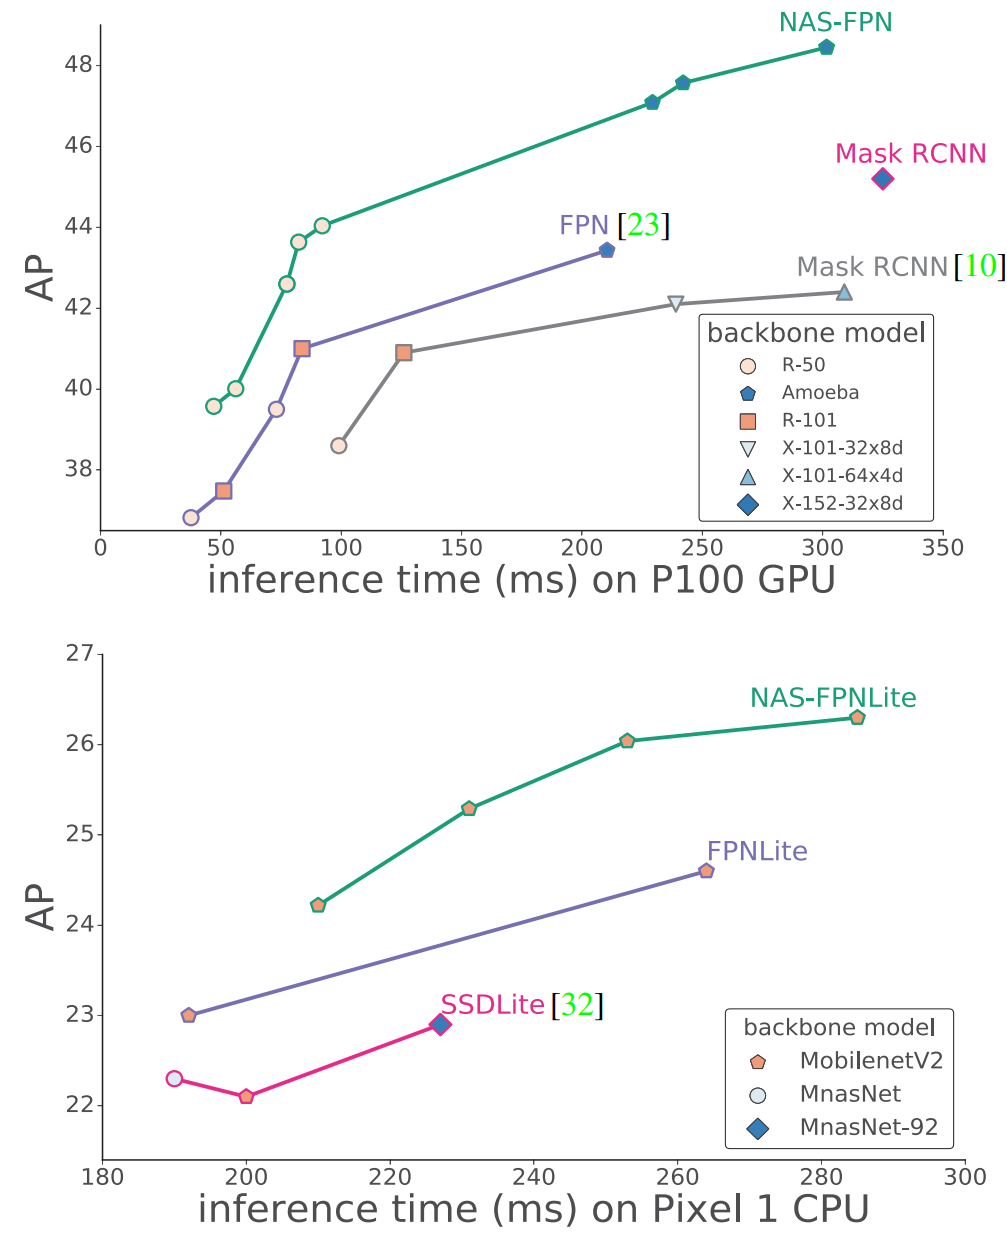 NAS-FPN
48
Mask RCNN
46
FPN [23]
44
Mask RCNN [10]
AP
42
backbone model
R-50
40
Amoeba
R-101
X-101-32x8d
38
X-101-64x4d
X-152-32x8d
0 50 100 150 200 250 300 350
inference time (ms) on P100 GPU
27
NAS-FPNLite
26
25
FPNLite
AP
24
23
SSDLite [32]
backbone model
MobilenetV2
22
MnasNet
MnasNet-92
180 200 220 240 260 280 300
inference time (ms) on Pixel 1 CPU